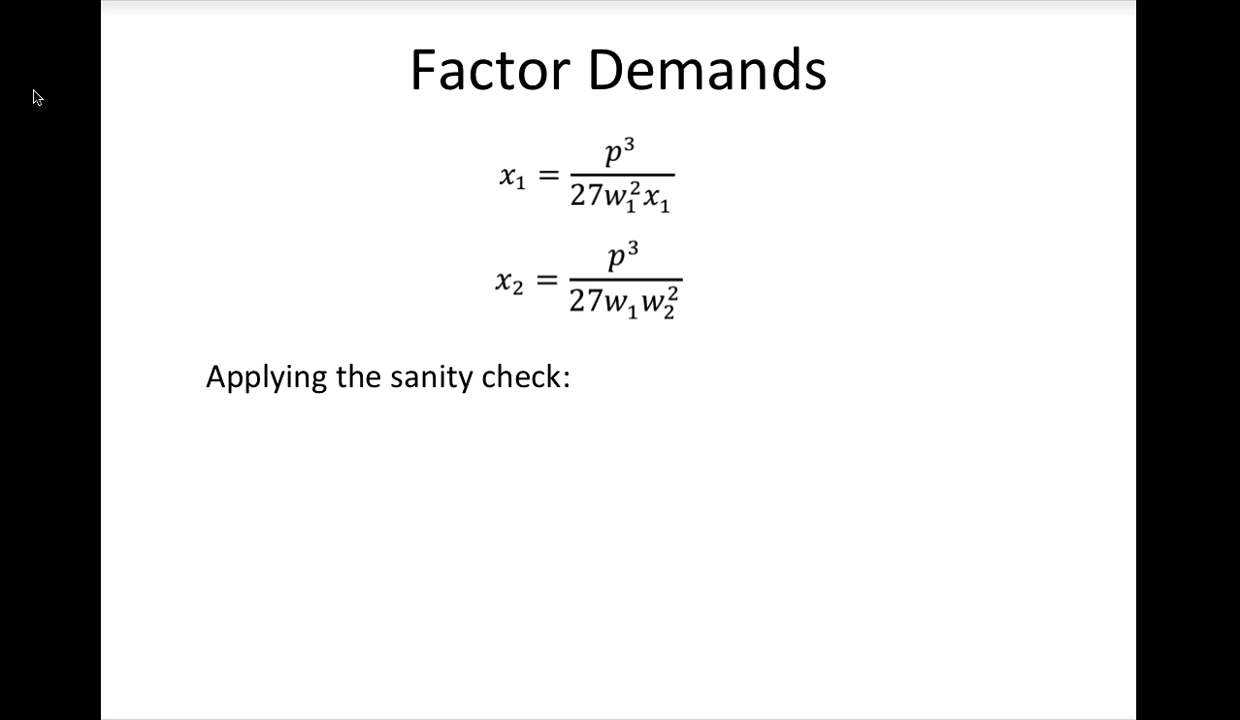 Factor Demands
x₁ = p³ / 27w₁²x₁
x₂ = p³ / 27w₁w₂²
Applying the sanity check: